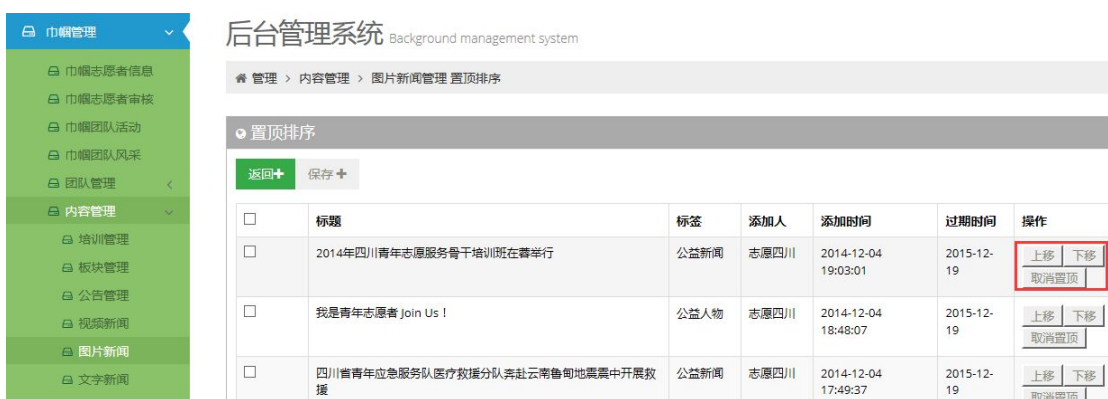 巾帼管理
巾帼志愿者信息
巾帼志愿者审核
巾帼团队活动
巾帼团队风采
团队管理
内容管理
培训管理
板块管理
公告管理
视频新闻
图片新闻
文字新闻
后台管理系统 Background management system
管理 > 内容管理 > 图片新闻管理 置顶排序
置顶排序
返回+ 保存+
标题 标签 添加人 添加时间 过期时间 操作
2014年四川青年志愿服务骨干培训班在蓉举行 公益新闻 志愿四川 2014-12-04 2015-12- 上移 下移
19:03:01 19 取消置顶
我是青年志愿者 Join Us！ 公益人物 志愿四川 2014-12-04 2015-12- 上移 下移
18:48:07 19 取消置顶
四川省青年应急服务队医疗救援分队奔赴云南鲁甸地震震中开展救 公益新闻 志愿四川 2014-12-04 2015-12- 上移 下移
援 17:49:37 19 取消置顶